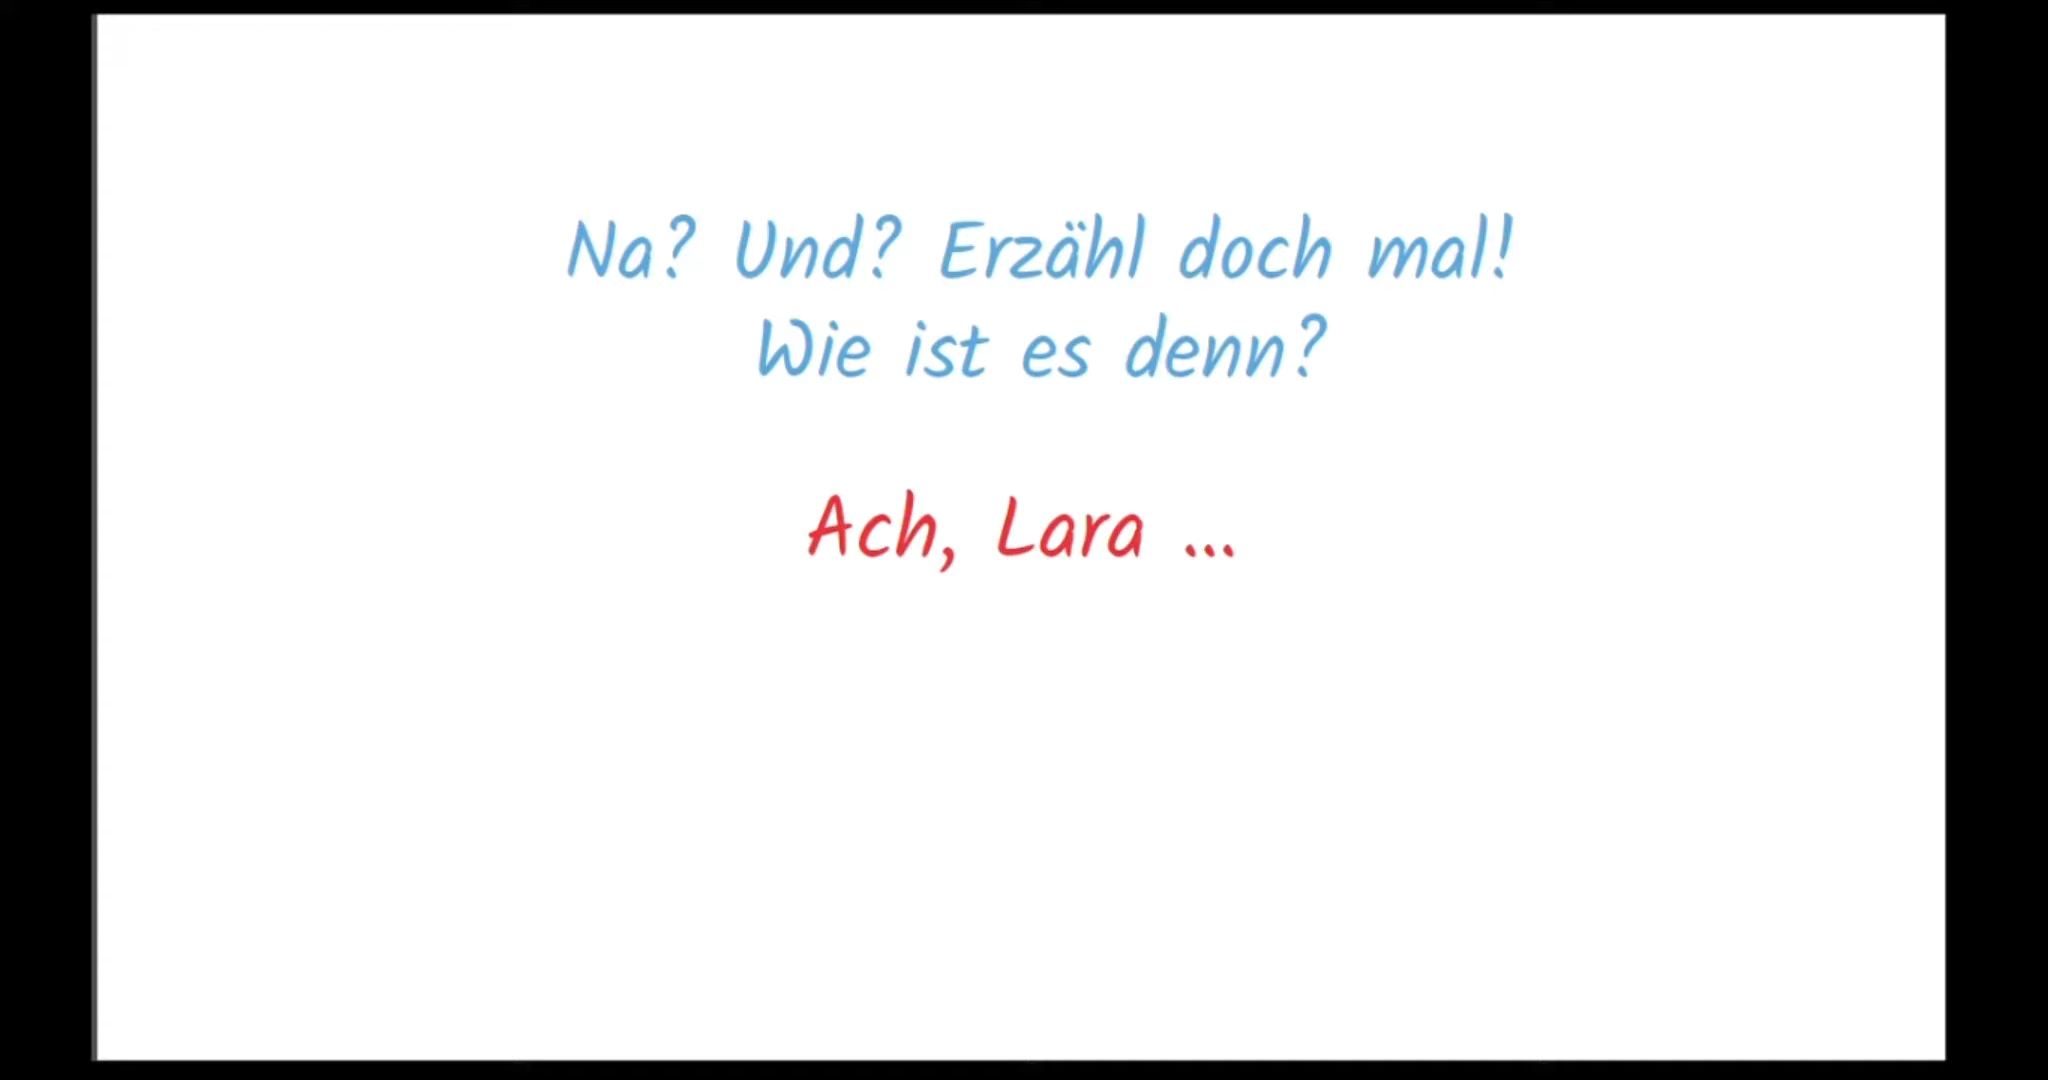 Na? Und? Erzähl doch mal!
Wie ist es denn?
Ach, Lara ...